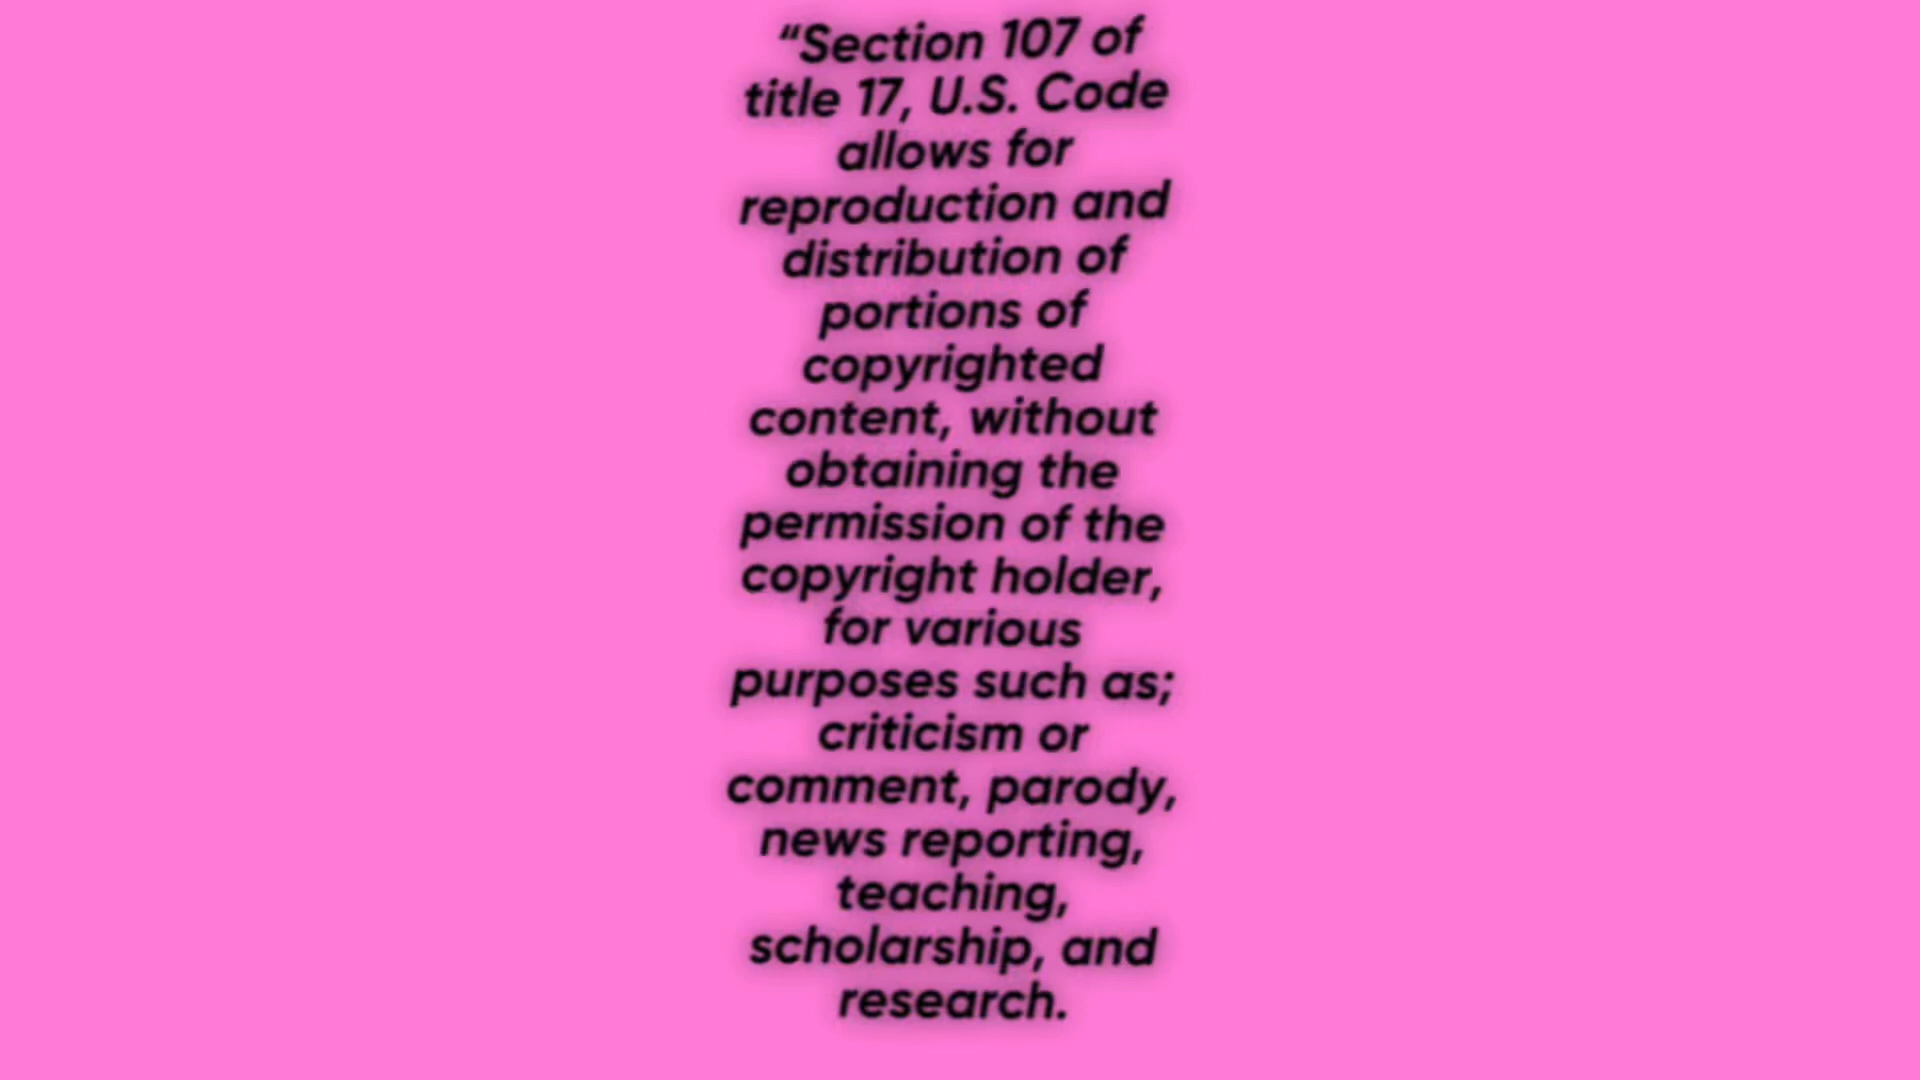 “Section 107 of
title 17, U.S. Code
allows for
reproduction and
distribution of
portions of
copyrighted
content, without
obtaining the
permission of the
copyright holder,
for various
purposes such as;
criticism or
comment, parody,
news reporting,
teaching,
scholarship, and
research.